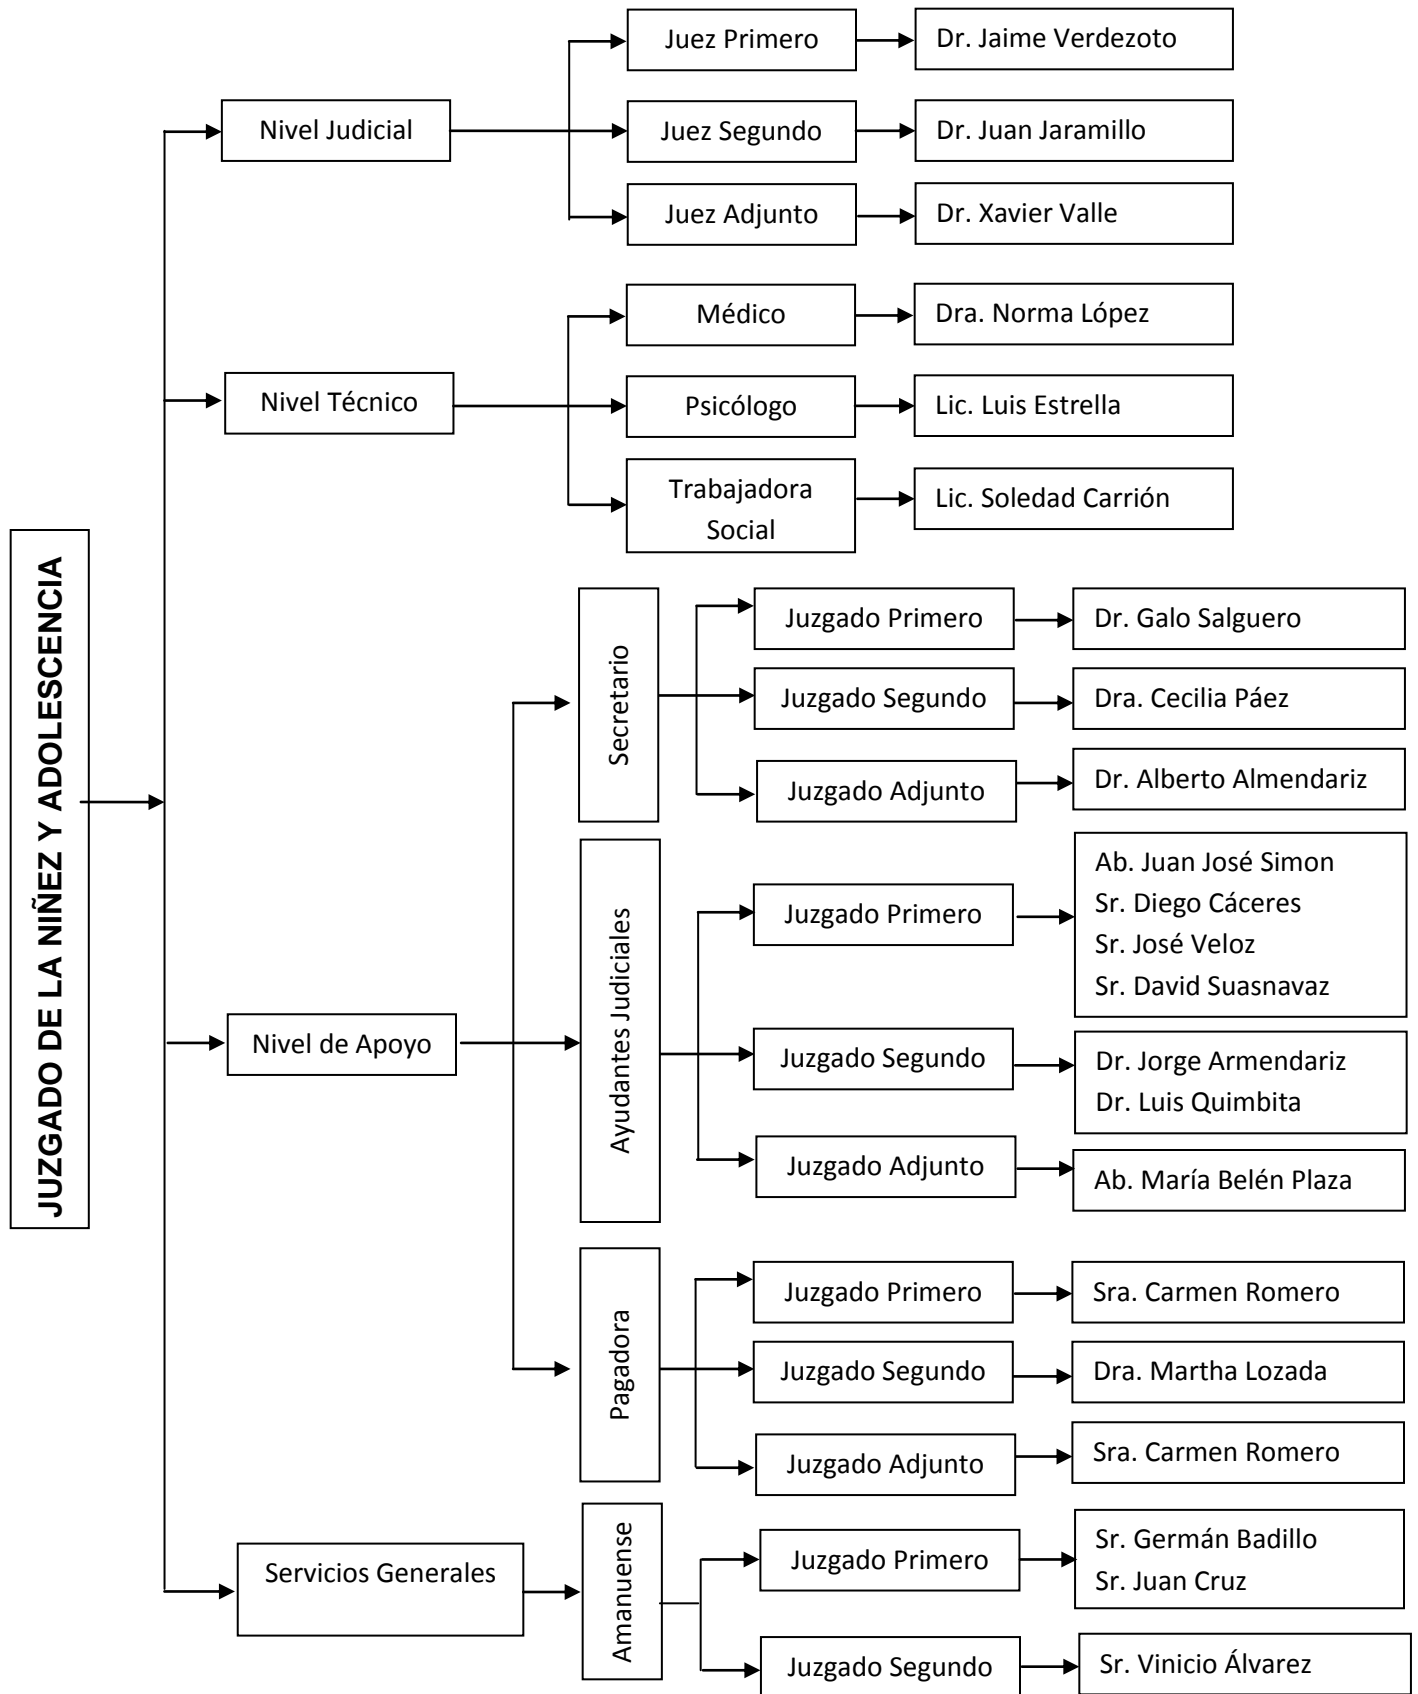 JUZGADO DE LA NIÑEZ Y ADOLESCENCIA
Nivel Judicial
Juez Primero
Dr. Jaime Verdezoto
Juez Segundo
Dr. Juan Jaramillo
Juez Adjunto
Dr. Xavier Valle
Nivel Técnico
Médico
Dra. Norma López
Psicólogo
Lic. Luis Estrella
Trabajadora
Social
Lic. Soledad Carrión
Nivel de Apoyo
Secretario
Juzgado Primero
Dr. Galo Salguero
Juzgado Segundo
Dra. Cecilia Páez
Juzgado Adjunto
Dr. Alberto Almendariz
Ayudantes Judiciales
Juzgado Primero
Ab. Juan José Simon
Sr. Diego Cáceres
Sr. José Veloz
Sr. David Suasnavaz
Juzgado Segundo
Dr. Jorge Armendariz
Dr. Luis Quimbita
Juzgado Adjunto
Ab. María Belén Plaza
Pagadora
Juzgado Primero
Sra. Carmen Romero
Juzgado Segundo
Dra. Martha Lozada
Juzgado Adjunto
Sra. Carmen Romero
Servicios Generales
Amanuense
Juzgado Primero
Sr. Germán Badillo
Sr. Juan Cruz
Juzgado Segundo
Sr. Vinicio Álvarez